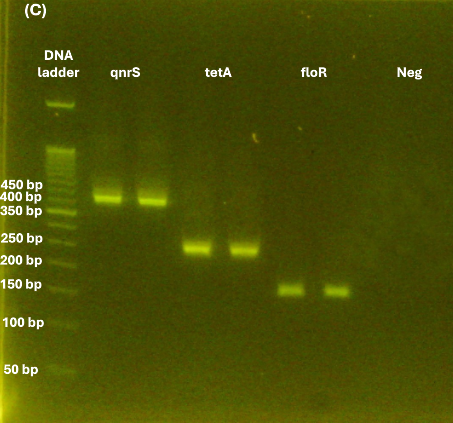 (C)
DNA
ladder
qnrS
tetA
floR
Neg
450 bp
400 bp
350 bp
250 bp
200 bp
150 bp
100 bp
50 bp